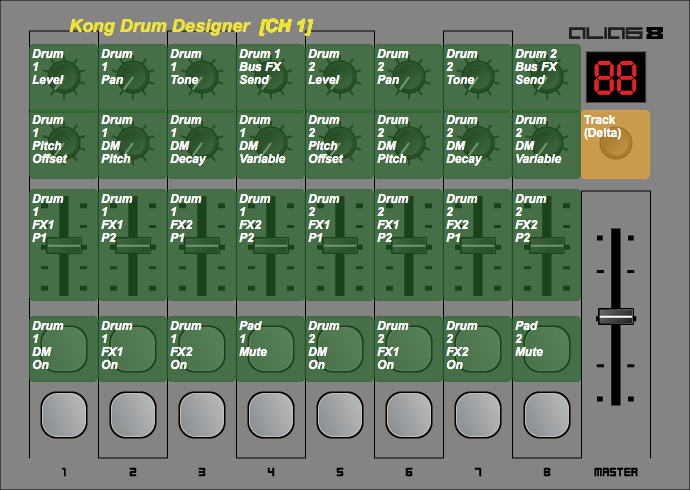 Kong Drum Designer [CH 1]
alias 8
Drum 1 Level
Drum 1 Pan
Drum 1 Tone
Drum 1 Bus FX Send
Drum 2 Level
Drum 2 Pan
Drum 2 Tone
Drum 2 Bus FX Send
88
Drum 1 Pitch Offset
Drum 1 DM Pitch
Drum 1 DM Decay
Drum 1 DM Variable
Drum 2 Pitch Offset
Drum 2 DM Pitch
Drum 2 DM Decay
Drum 2 DM Variable
Track (Delta)
Drum 1 FX1 P1
Drum 1 FX1 P2
Drum 1 FX2 P1
Drum 1 FX2 P2
Drum 2 FX1 P1
Drum 2 FX1 P2
Drum 2 FX2 P1
Drum 2 FX2 P2
Drum 1 DM On
Drum 1 FX1 On
Drum 1 FX2 On
Pad 1 Mute
Drum 2 DM On
Drum 2 FX1 On
Drum 2 FX2 On
Pad 2 Mute
1 2 3 4 5 6 7 8 MASTER